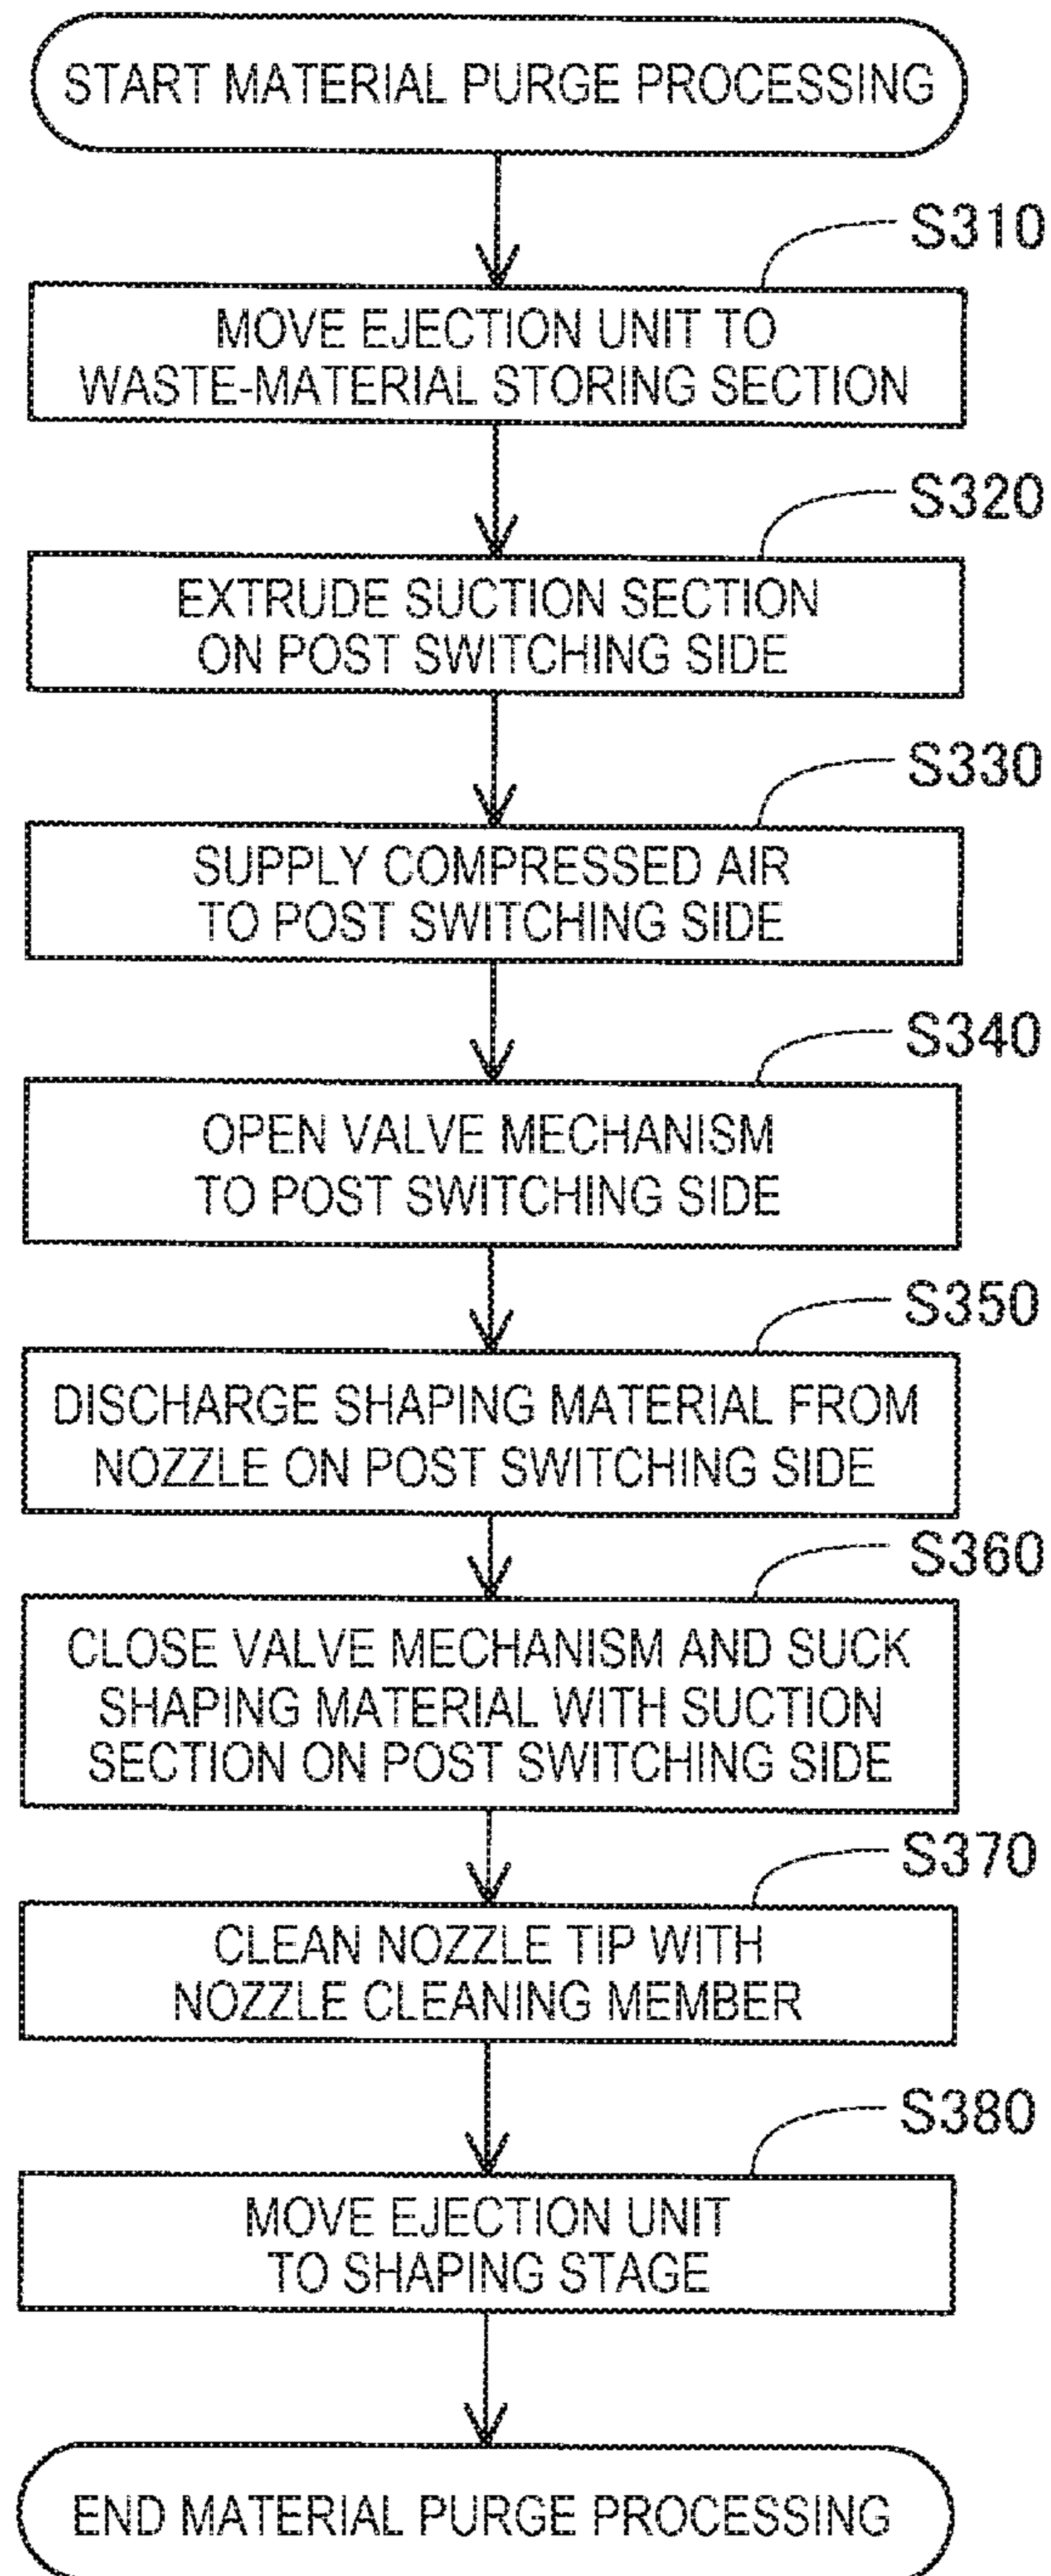 START MATERIAL PURGE PROCESSING
S310
MOVE EJECTION UNIT TO
WASTE-MATERIAL STORING SECTION
S320
EXTRUDE SUCTION SECTION
ON POST SWITCHING SIDE
S330
SUPPLY COMPRESSED AIR
TO POST SWITCHING SIDE
S340
OPEN VALVE MECHANISM
TO POST SWITCHING SIDE
S350
DISCHARGE SHAPING MATERIAL FROM
NOZZLE ON POST SWITCHING SIDE
S360
CLOSE VALVE MECHANISM AND SUCK
SHAPING MATERIAL WITH SUCTION
SECTION ON POST SWITCHING SIDE
S370
CLEAN NOZZLE TIP WITH
NOZZLE CLEANING MEMBER
S380
MOVE EJECTION UNIT
TO SHAPING STAGE
END MATERIAL PURGE PROCESSING